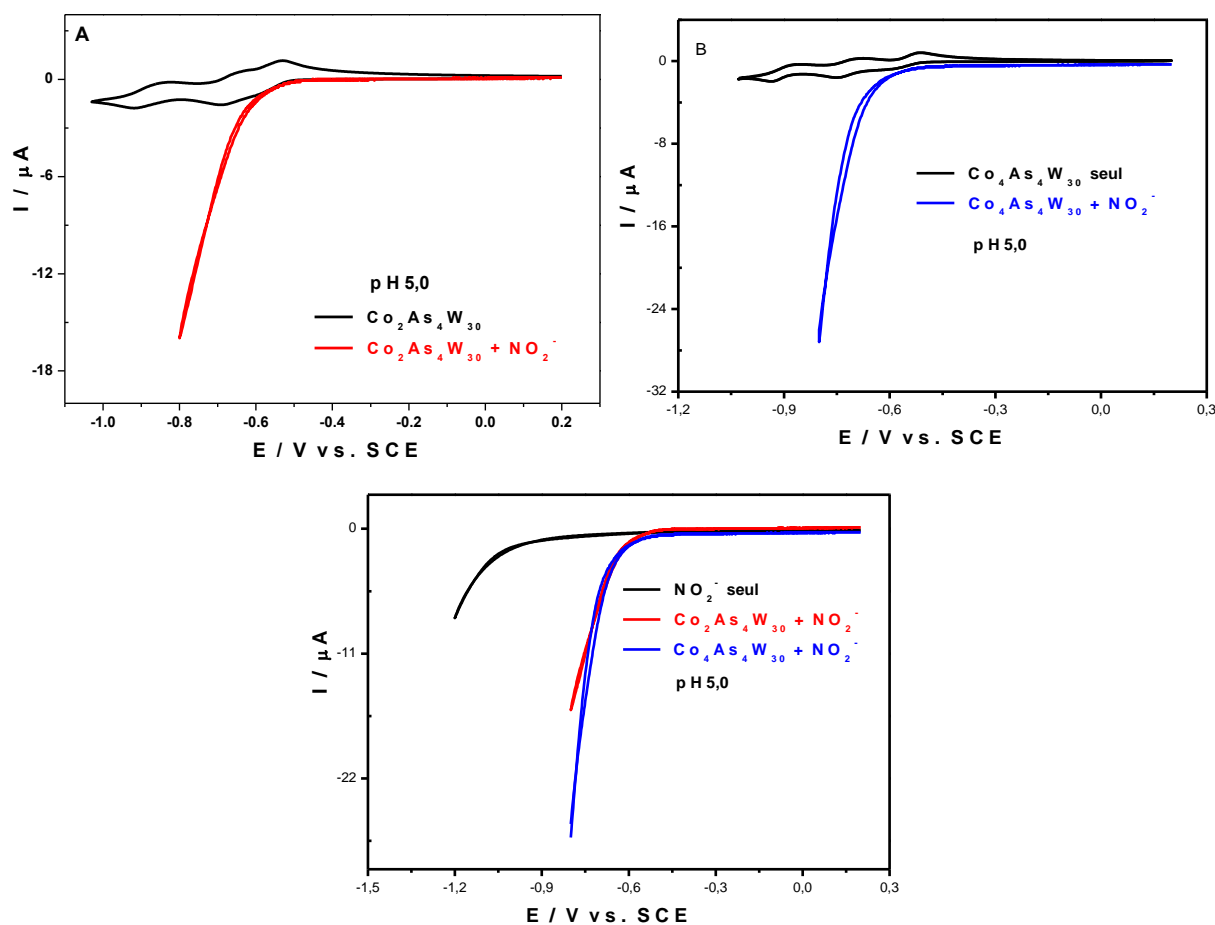 A
0
-6
-12
-18
I / μA
pH 5,0
Co₂As₄W₃₀
Co₂As₄W₃₀ + NO₂⁻
-1.0 -0.8 -0.6 -0.4 -0.2 0.0 0.2
E / V vs. SCE
B
0
-8
-16
-24
-32
I / μA
Co₄As₄W₃₀ seul
Co₄As₄W₃₀ + NO₂⁻
pH 5,0
-1,2 -0,9 -0,6 -0,3 0,0 0,3
E / V vs. SCE
0
-11
-22
I / μA
NO₂⁻ seul
Co₂As₄W₃₀ + NO₂⁻
Co₄As₄W₃₀ + NO₂⁻
pH 5,0
-1,5 -1,2 -0,9 -0,6 -0,3 0,0 0,3
E / V vs. SCE